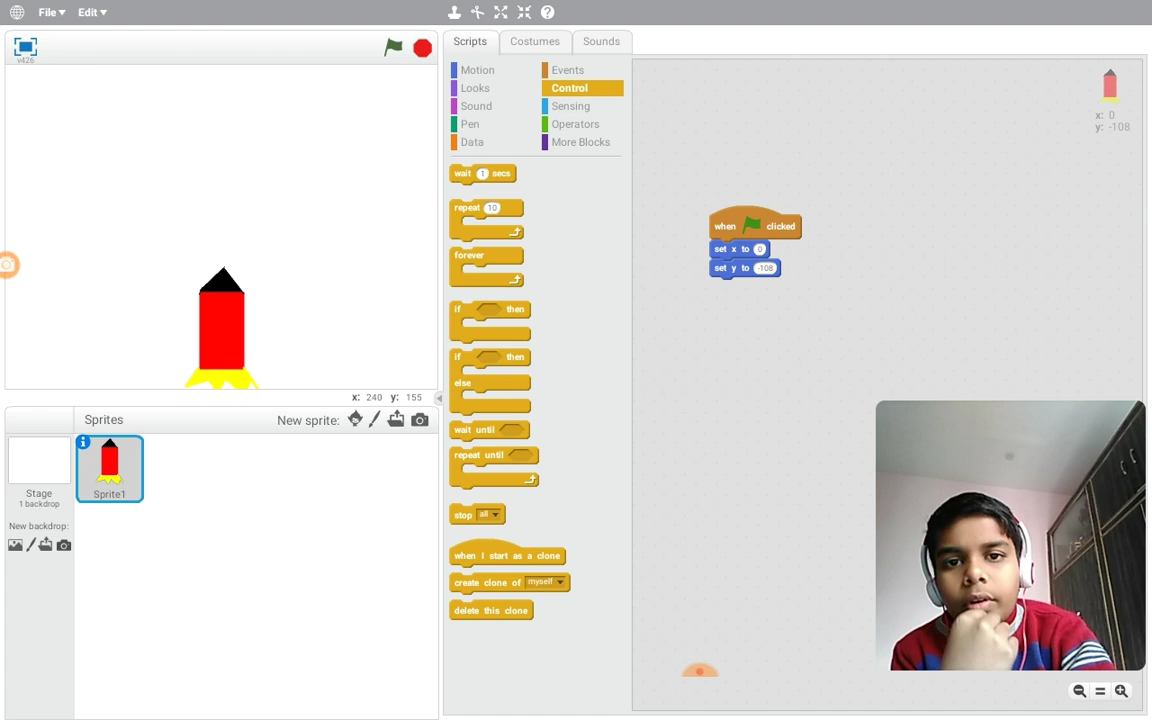 File Edit
v426
Scripts Costumes Sounds
Motion Events
Looks Control
Sound Sensing
Pen Operators
Data More Blocks
wait 1 secs
repeat 10
forever
if then
if then
else
wait until
repeat until
stop all
when I start as a clone
create clone of myself
delete this clone
when clicked
set x to 0
set y to -108
x: 0
y: -108
x: 240 y: 155
Sprites New sprite:
Stage
1 backdrop
New backdrop:
Sprite1